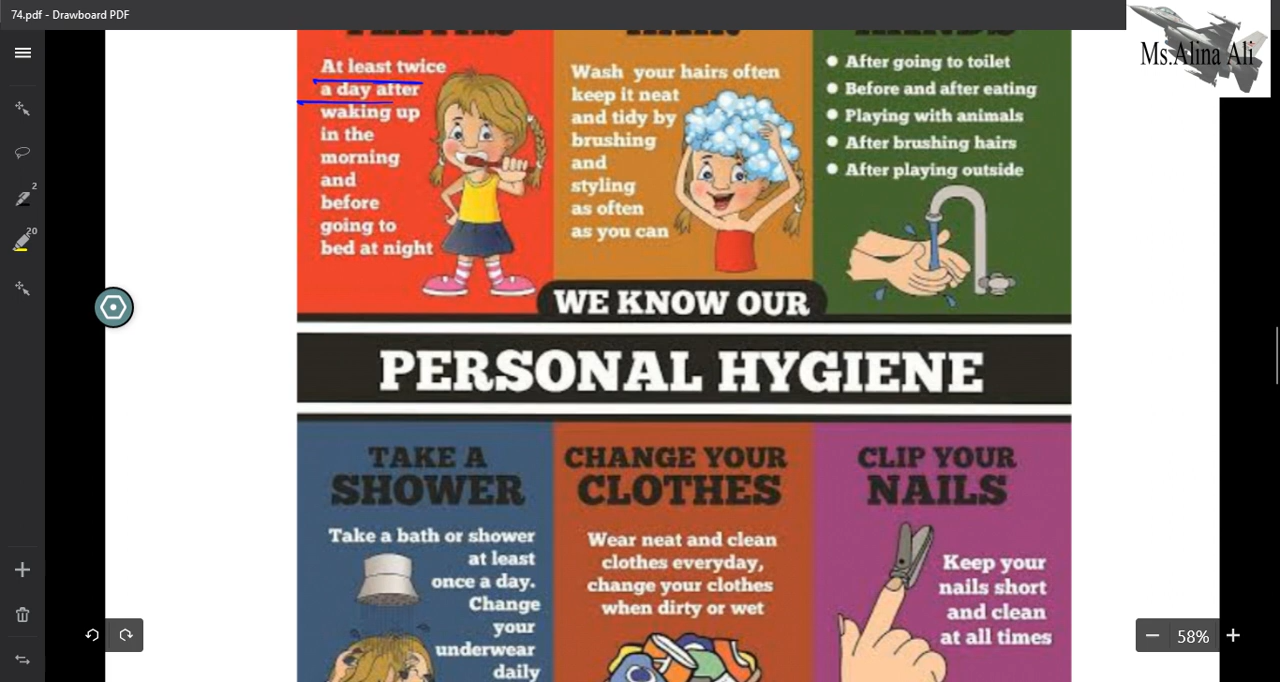 74.pdf - Drawboard PDF
Ms.Alina Ali
2
20
At least twice
a day after
waking up
in the
morning
and
before
going to
bed at night
Wash your hairs often
keep it neat
and tidy by
brushing
and
styling
as often
as you can
After going to toilet
Before and after eating
Playing with animals
After brushing hairs
After playing outside
WE KNOW OUR
PERSONAL HYGIENE
TAKE A
SHOWER
Take a bath or shower
at least
once a day.
Change
your
underwear
daily
CHANGE YOUR
CLOTHES
Wear neat and clean
clothes everyday,
change your clothes
when dirty or wet
CLIP YOUR
NAILS
Keep your
nails short
and clean
at all times
58%